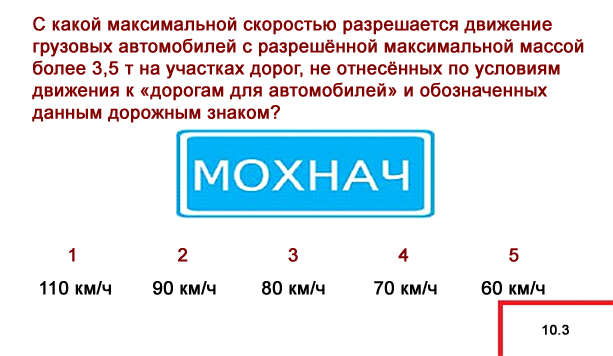 С какой максимальной скоростью разрешается движение
грузовых автомобилей с разрешённой максимальной массой
более 3,5 т на участках дорог, не отнесённых по условиям
движения к «дорогам для автомобилей» и обозначенных
данным дорожным знаком?
МОХНАЧ
1 2 3 4 5
110 км/ч 90 км/ч 80 км/ч 70 км/ч 60 км/ч
10.3